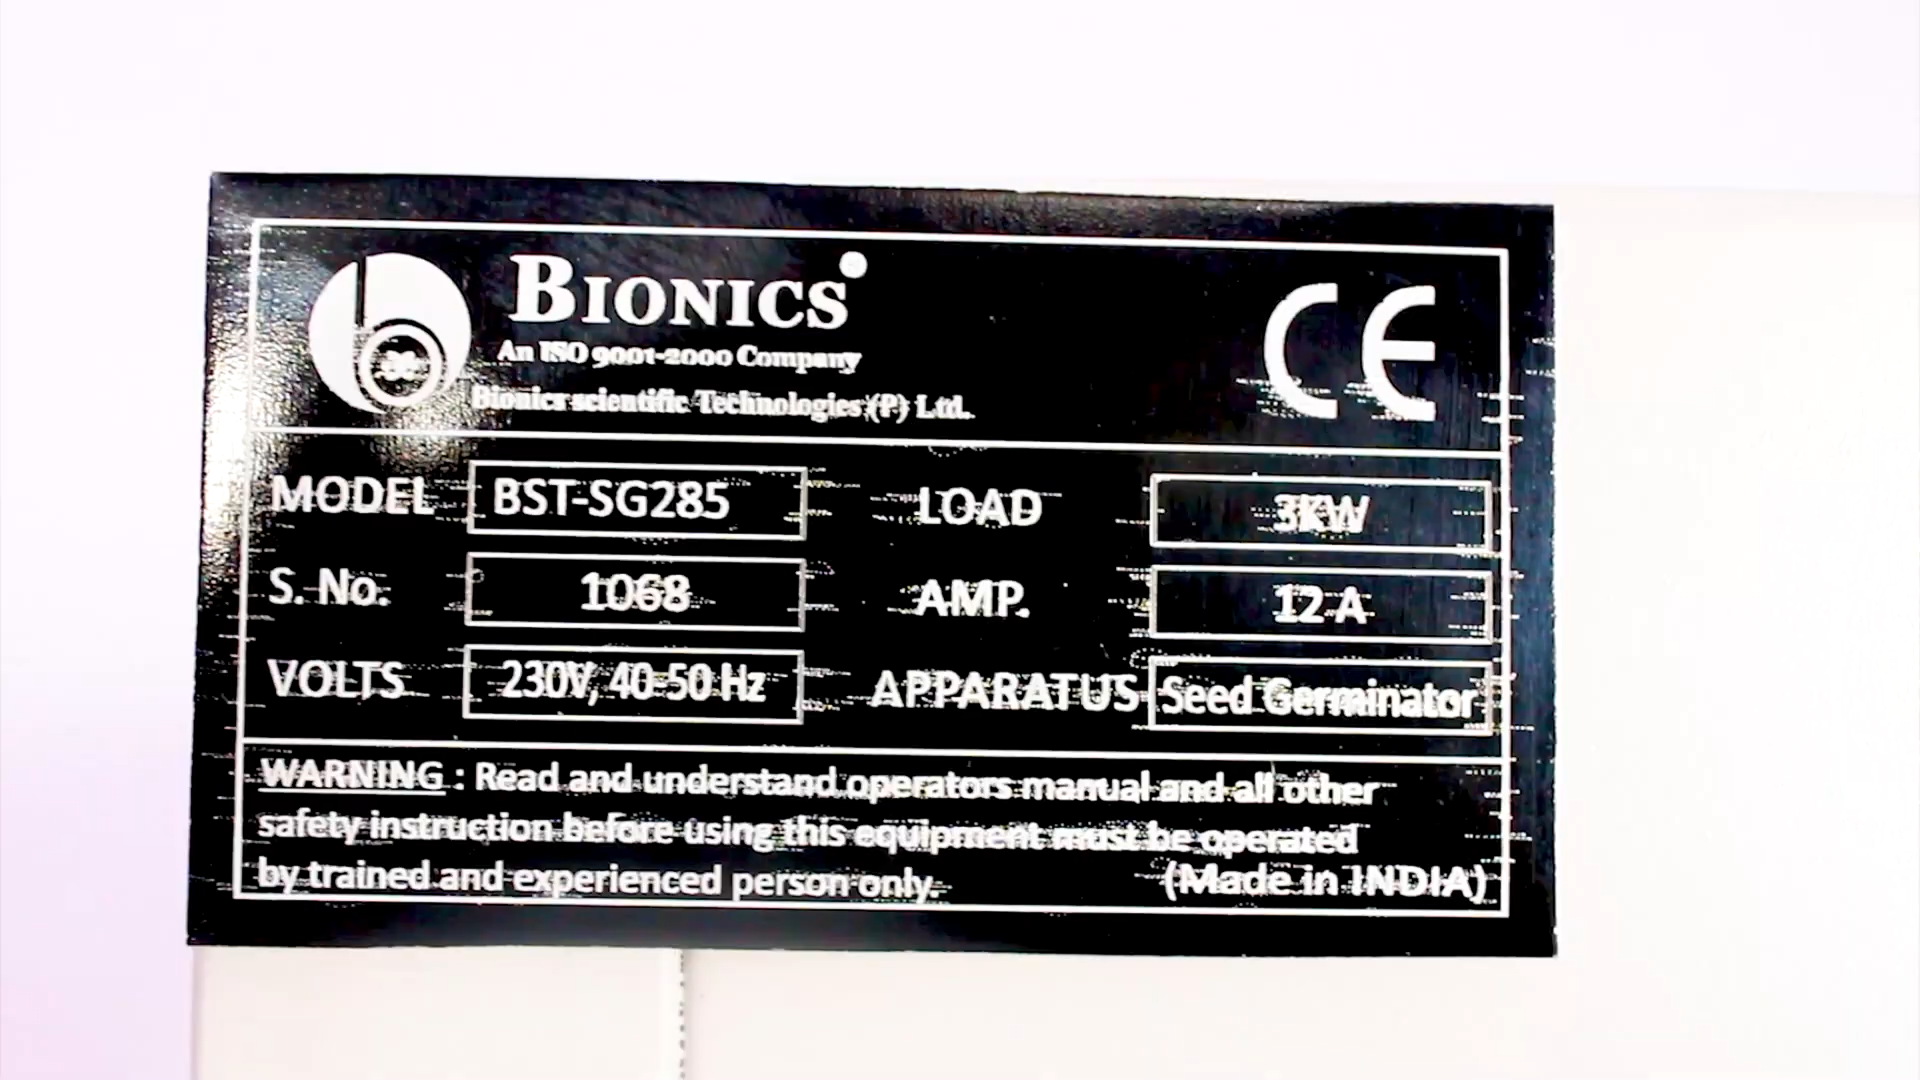 BIONICS
An ISO 9001-2000 Company
Bionics scientific Technologies (P) Ltd.
CE
MODEL BST-SG285 LOAD 3KW
S. No. 1068 AMP. 12 A
VOLTS 230V, 40-50 Hz APPARATUS Seed Germinator
WARNING : Read and understand operators manual and all other
safety instruction before using this equipment must be operated
by trained and experienced person only.
(Made in INDIA)